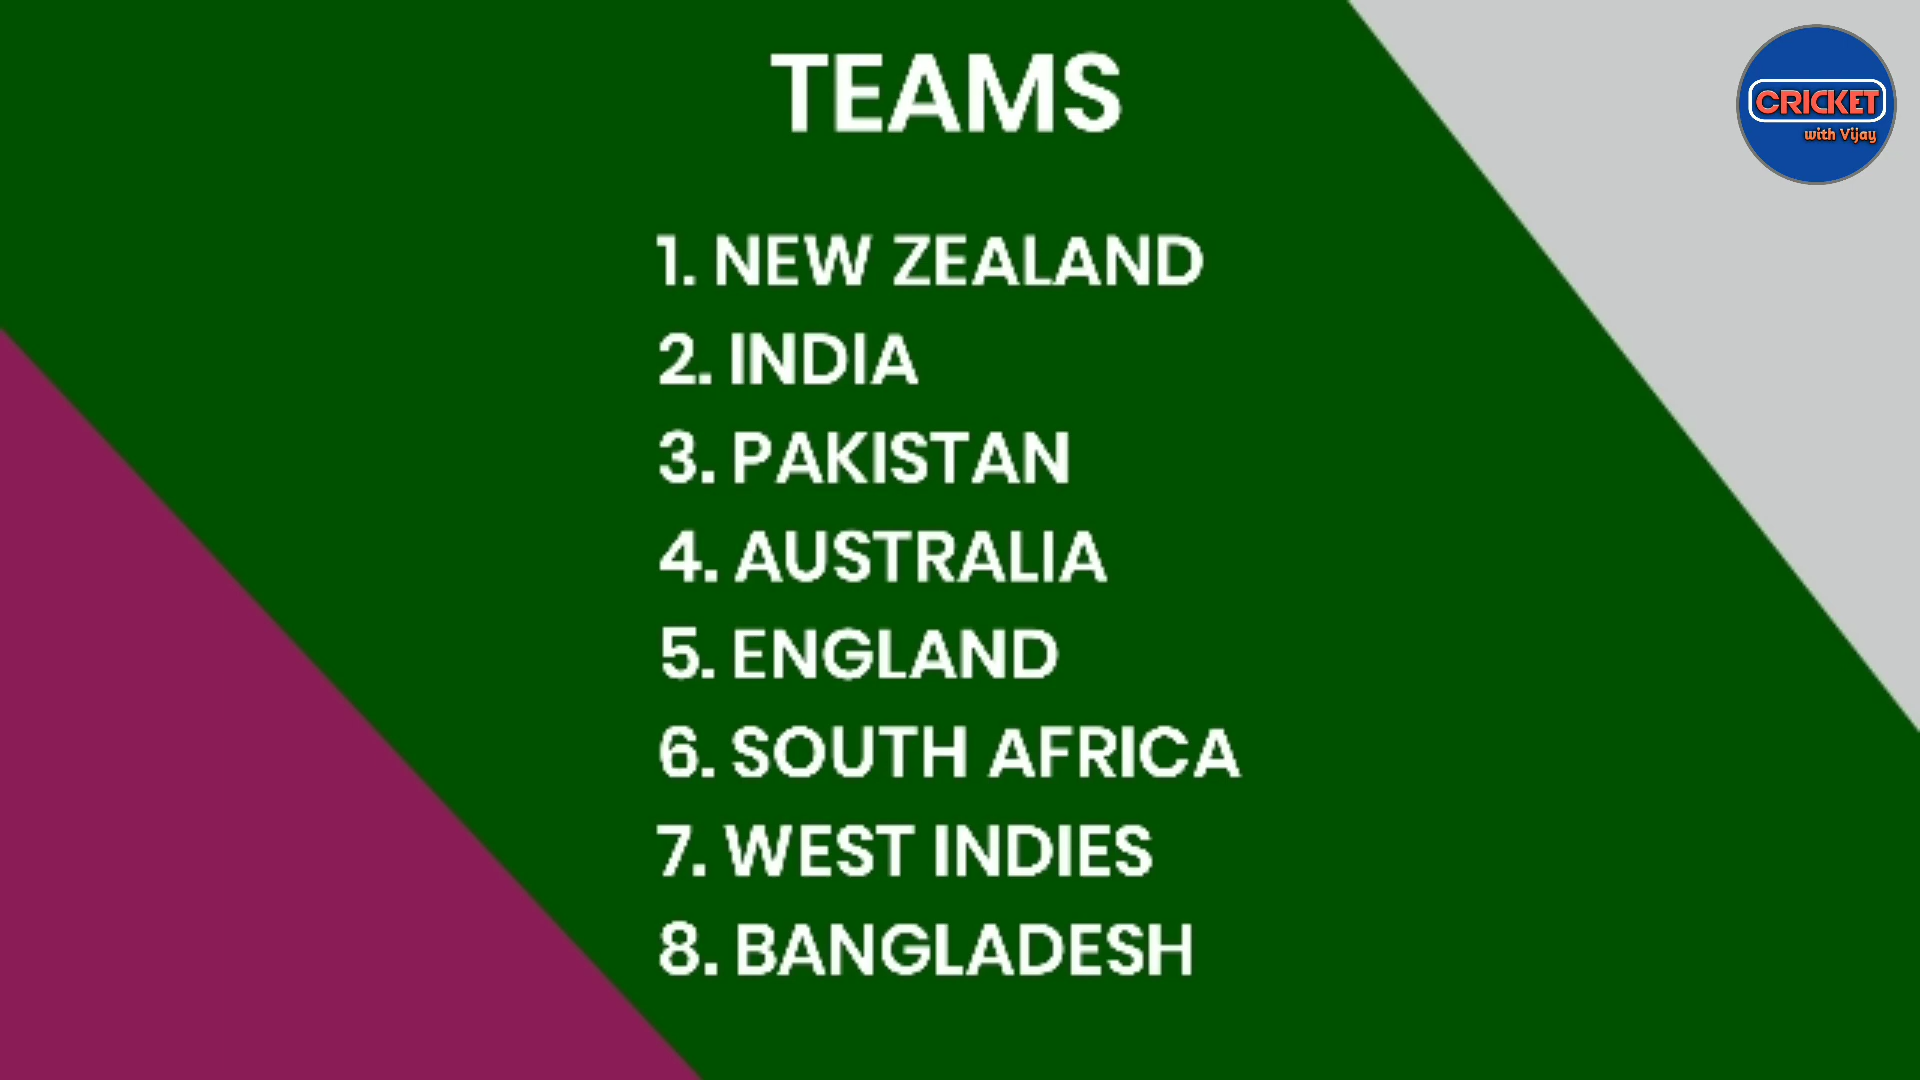 TEAMS
CRICKET
with Vijay
1. NEW ZEALAND
2. INDIA
3. PAKISTAN
4. AUSTRALIA
5. ENGLAND
6. SOUTH AFRICA
7. WEST INDIES
8. BANGLADESH